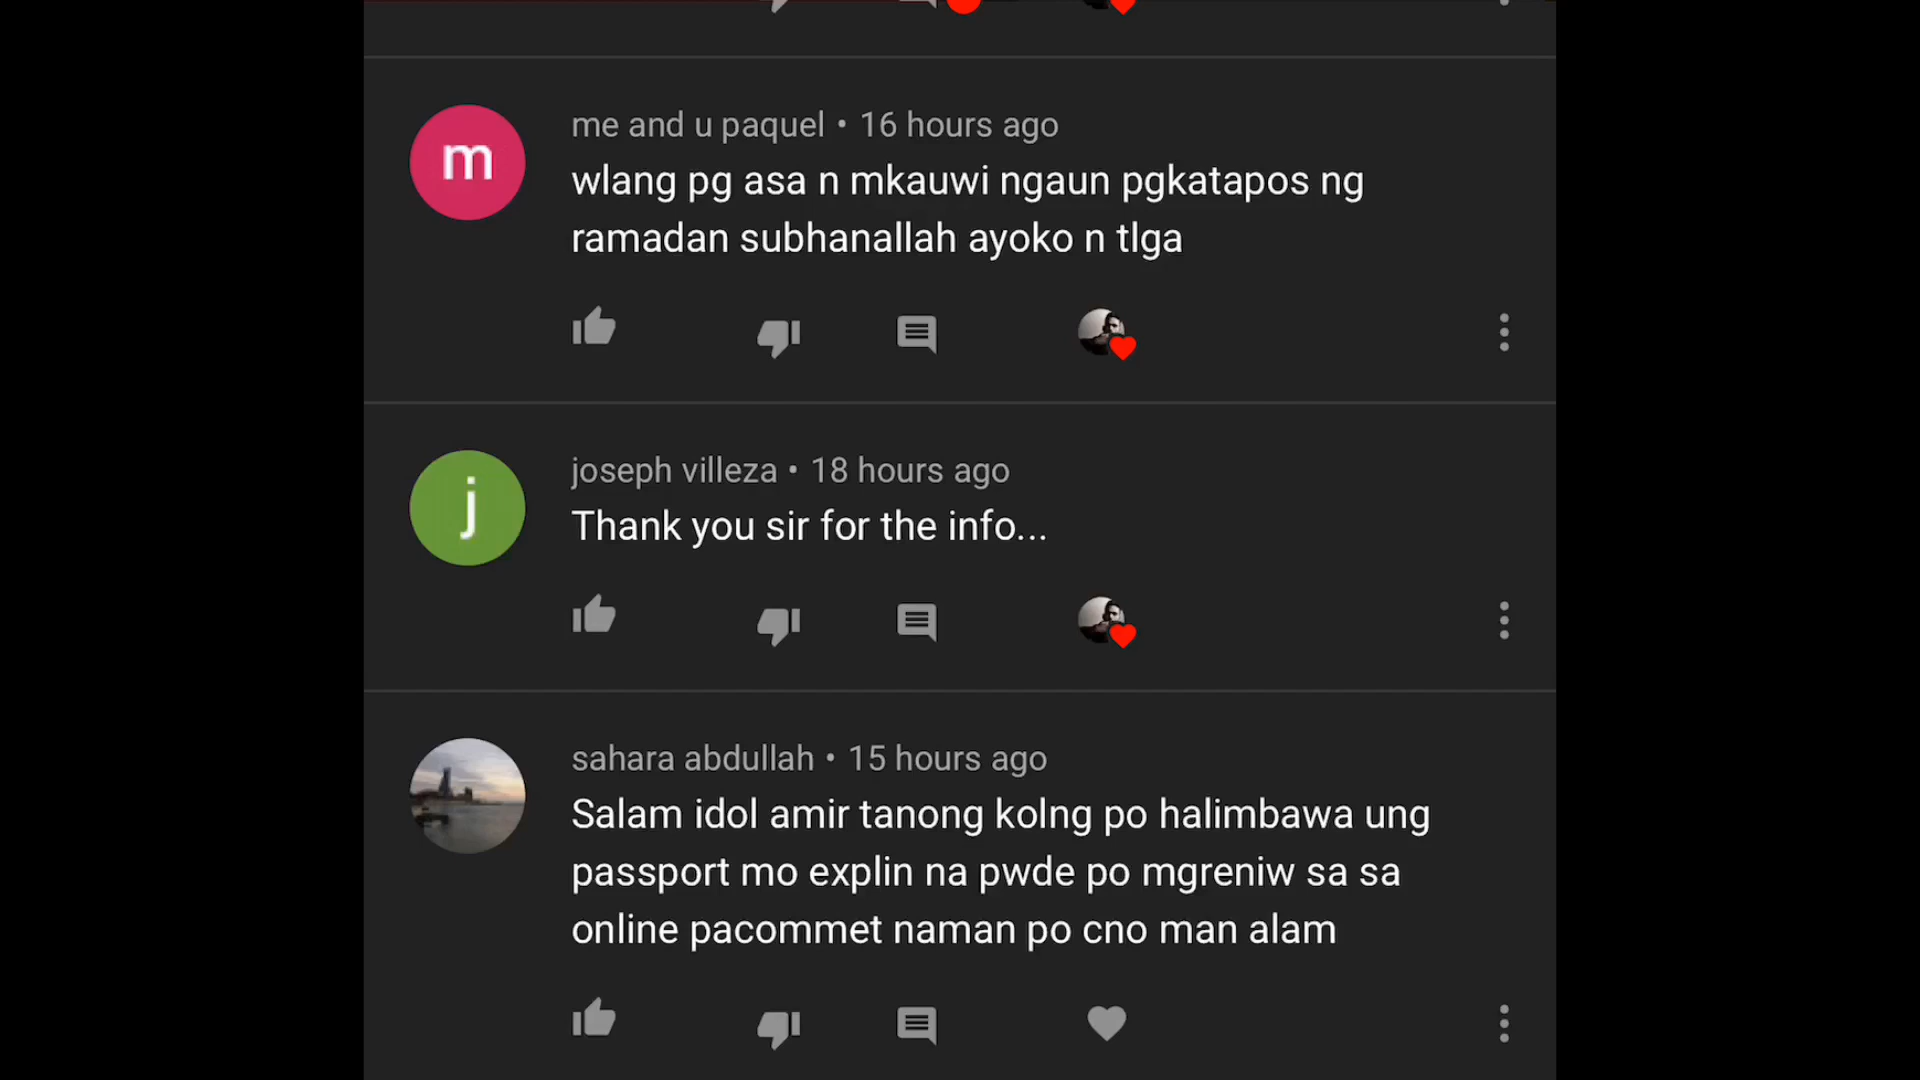 me and u paquel • 16 hours ago
wlang pg asa n mkauwi ngaun pgkatapos ng
ramadan subhanallah ayoko n tlga
joseph villeza • 18 hours ago
Thank you sir for the info...
sahara abdullah • 15 hours ago
Salam idol amir tanong kolng po halimbawa ung
passport mo explin na pwde po mgreniw sa sa
online pacommet naman po cno man alam
m
j